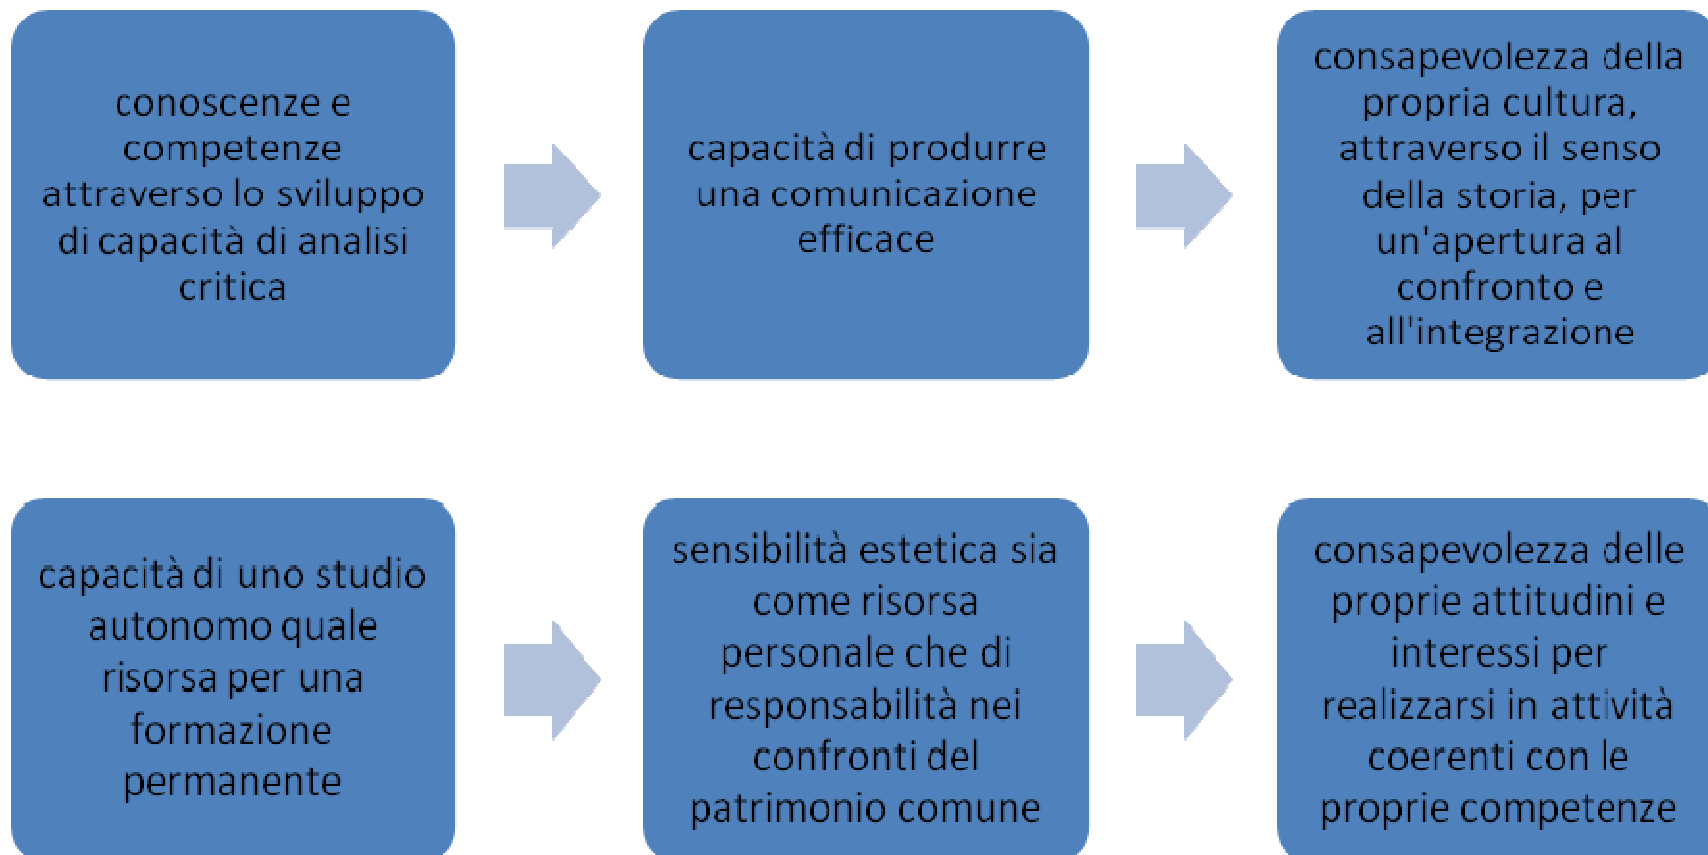 conoscenze e
competenze
attraverso lo sviluppo
di capacità di analisi
critica
capacità di produrre
una comunicazione
efficace
consapevolezza della
propria cultura,
attraverso il senso
della storia, per
un'apertura al
confronto e
all'integrazione
capacità di uno studio
autonomo quale
risorsa per una
formazione
permanente
sensibilità estetica sia
come risorsa
personale che di
responsabilità nei
confronti del
patrimonio comune
consapevolezza delle
proprie attitudini e
interessi per
realizzarsi in attività
coerenti con le
proprie competenze